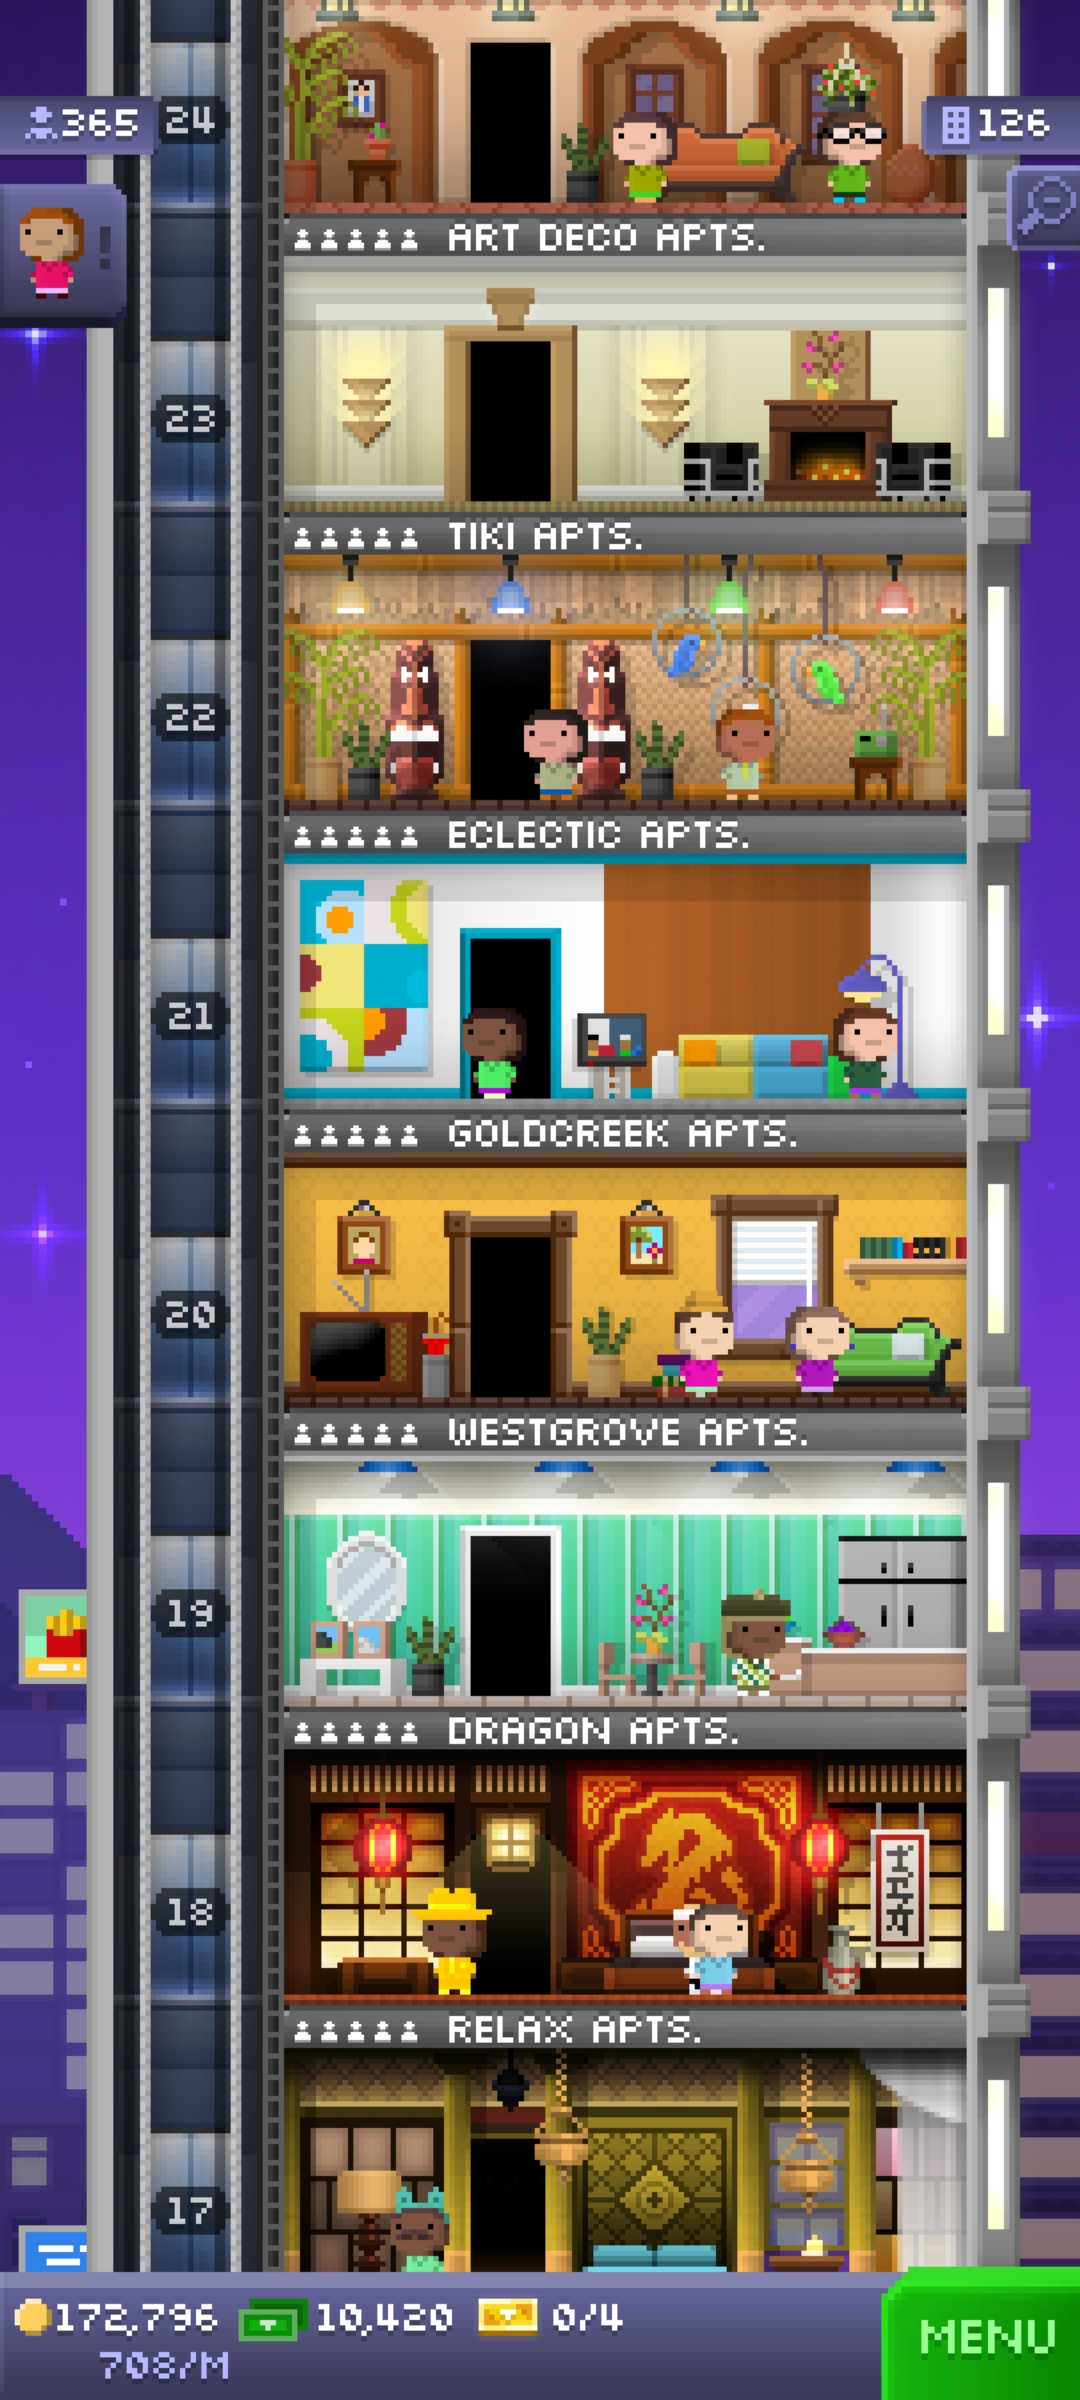 24
365
126
ART DECO APTS.
23
TIKI APTS.
22
ECLECTIC APTS.
21
GOLDCREEK APTS.
20
WESTGROVE APTS.
19
DRAGON APTS.
18
RELAX APTS.
17
172,796
10,420
0/4
708/M
MENU